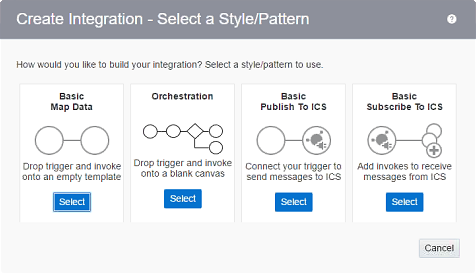 Create Integration - Select a Style/Pattern
?
How would you like to build your integration? Select a style/pattern to use.
Basic
Map Data
Drop trigger and invoke
onto an empty template
Select
Orchestration
Drop trigger and invoke
onto a blank canvas
Select
Basic
Publish To ICS
Connect your trigger to
send messages to ICS
Select
Basic
Subscribe To ICS
Add invokes to receive
messages from ICS
Select
Cancel